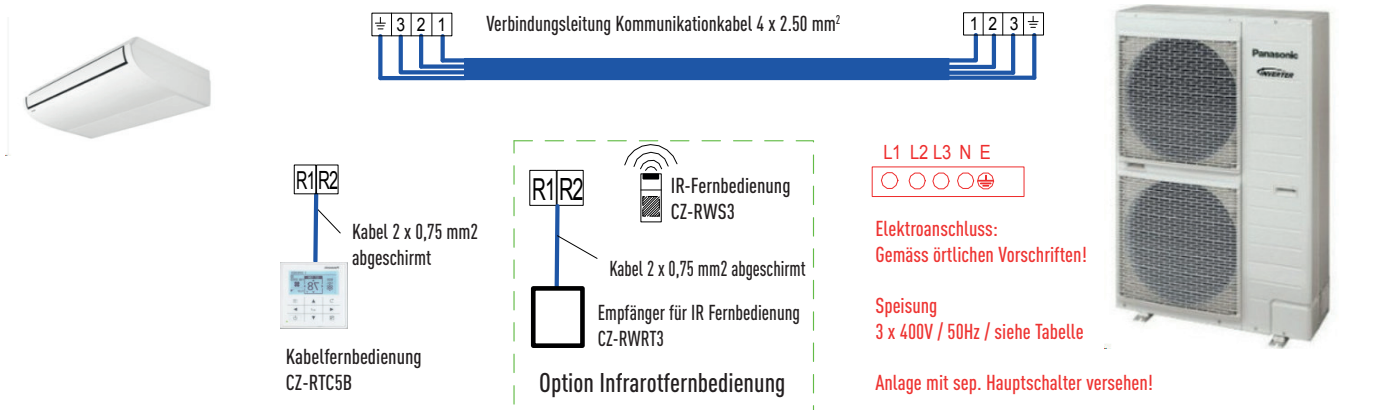 ⏚ 3 2 1
Verbindungsleitung Kommunikationkabel 4 x 2.50 mm²
1 2 3 ⏚
Panasonic
INVERTER
R1 R2
Kabel 2 x 0,75 mm2
abgeschirmt
Kabelfernbedienung
CZ-RTC5B
R1 R2
IR-Fernbedienung
CZ-RWS3
Kabel 2 x 0,75 mm2 abgeschirmt
Empfänger für IR Fernbedienung
CZ-RWRT3
Option Infrarotfernbedienung
L1 L2 L3 N E
Elektroanschluss:
Gemäss örtlichen Vorschriften!
Speisung
3 x 400V / 50Hz / siehe Tabelle
Anlage mit sep. Hauptschalter versehen!